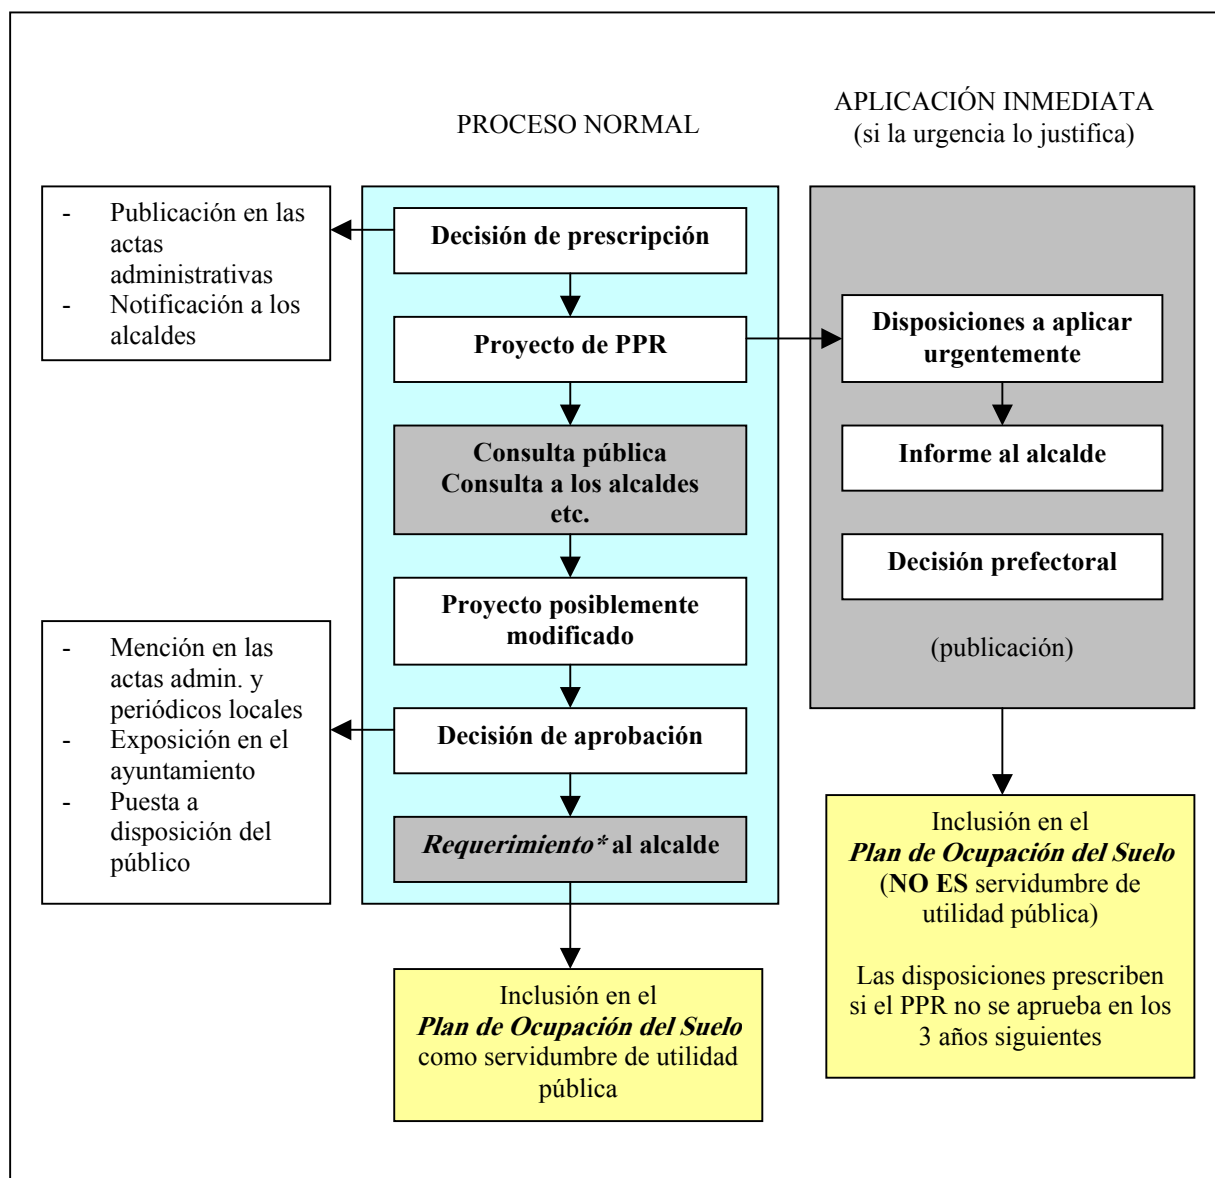 PROCESO NORMAL
APLICACIÓN INMEDIATA
(si la urgencia lo justifica)
- Publicación en las
actas
administrativas
- Notificación a los
alcaldes
Decisión de prescripción
Proyecto de PPR
Consulta pública
Consulta a los alcaldes
etc.
Proyecto posiblemente
modificado
- Mención en las
actas admin. y
periódicos locales
- Exposición en el
ayuntamiento
- Puesta a
disposición del
público
Decisión de aprobación
Requerimiento* al alcalde
Inclusión en el
Plan de Ocupación del Suelo
como servidumbre de utilidad
pública
Disposiciones a aplicar
urgentemente
Informe al alcalde
Decisión prefectoral
(publicación)
Inclusión en el
Plan de Ocupación del Suelo
(NO ES servidumbre de
utilidad pública)
Las disposiciones prescriben
si el PPR no se aprueba en los
3 años siguientes